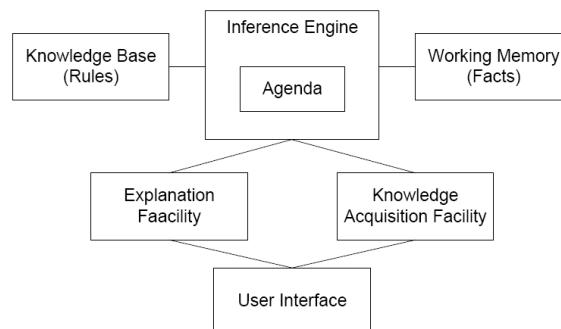 Inference Engine
Knowledge Base
(Rules)
Agenda
Working Memory
(Facts)
Explanation
Faacility
Knowledge
Acquisition Facility
User Interface